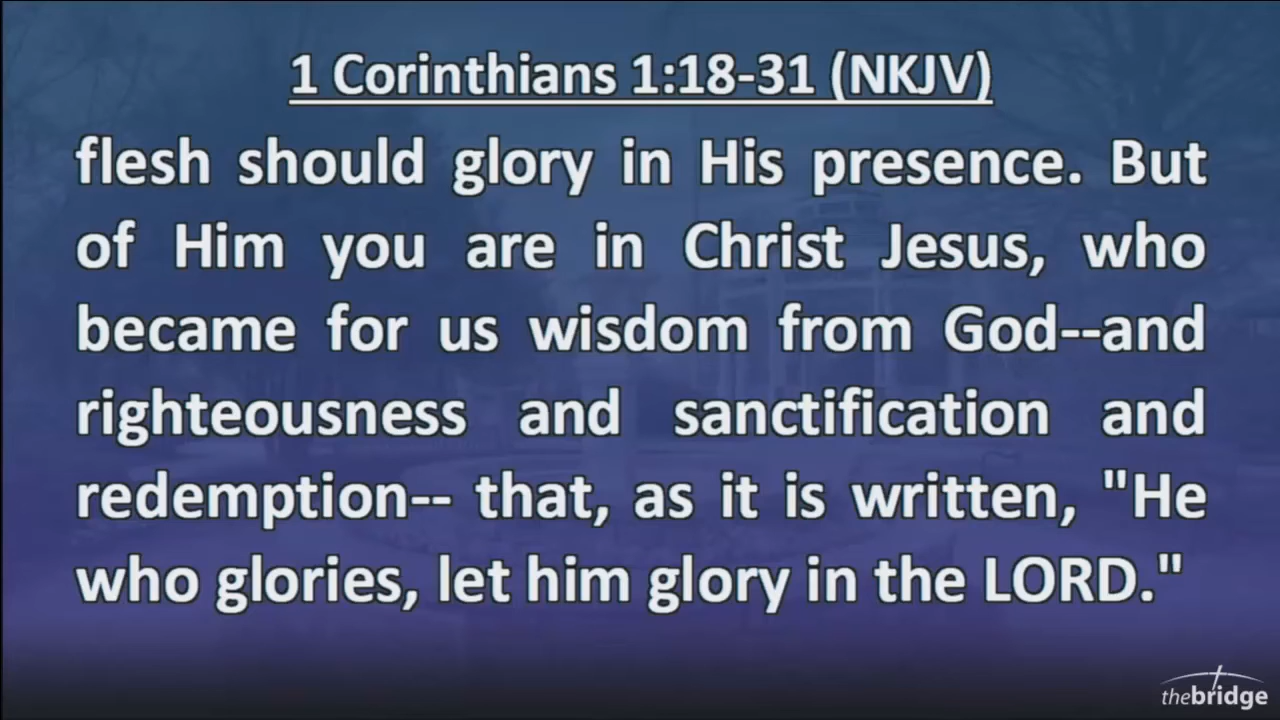 1 Corinthians 1:18-31 (NKJV)
flesh should glory in His presence. But
of Him you are in Christ Jesus, who
became for us wisdom from God--and
righteousness and sanctification and
redemption-- that, as it is written, "He
who glories, let him glory in the LORD."
thebridge